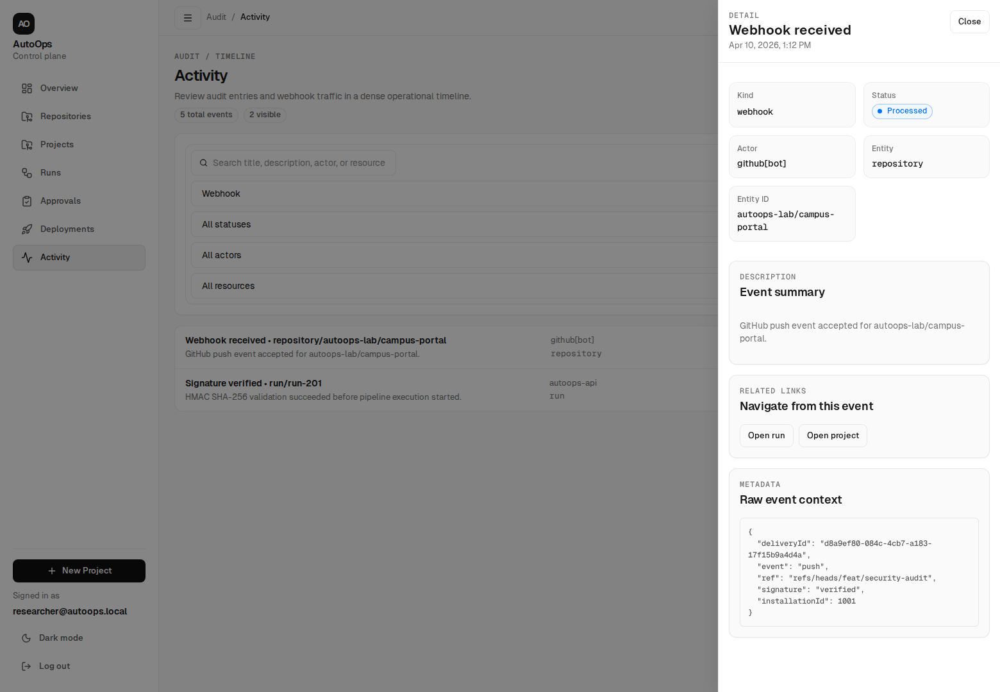 AO
AutoOps
Control plane
Overview
Repositories
Projects
Runs
Approvals
Deployments
Activity
New Project
Signed in as
researcher@autoops.local
Dark mode
Log out
Audit / Activity
AUDIT / TIMELINE
Activity
Review audit entries and webhook traffic in a dense operational timeline.
5 total events 2 visible
Search title, description, actor, or resource
Webhook
All statuses
All actors
All resources
Webhook received • repository/autoops-lab/campus-portal
GitHub push event accepted for autoops-lab/campus-portal.
github[bot]
repository
Signature verified • run/run-201
HMAC SHA-256 validation succeeded before pipeline execution started.
autoops-api
run
DETAIL
Webhook received
Apr 10, 2026, 1:12 PM
Close
Kind
webhook
Status
Processed
Actor
github[bot]
Entity
repository
Entity ID
autoops-lab/campus-
portal
DESCRIPTION
Event summary
GitHub push event accepted for autoops-lab/campus-
portal.
RELATED LINKS
Navigate from this event
Open run Open project
METADATA
Raw event context
{
"deliveryId": "d8a9ef80-084c-4cb7-a183-
17f15b9a4d4a",
"event": "push",
"ref": "refs/heads/feat/security-audit",
"signature": "verified",
"installationId": 1001
}